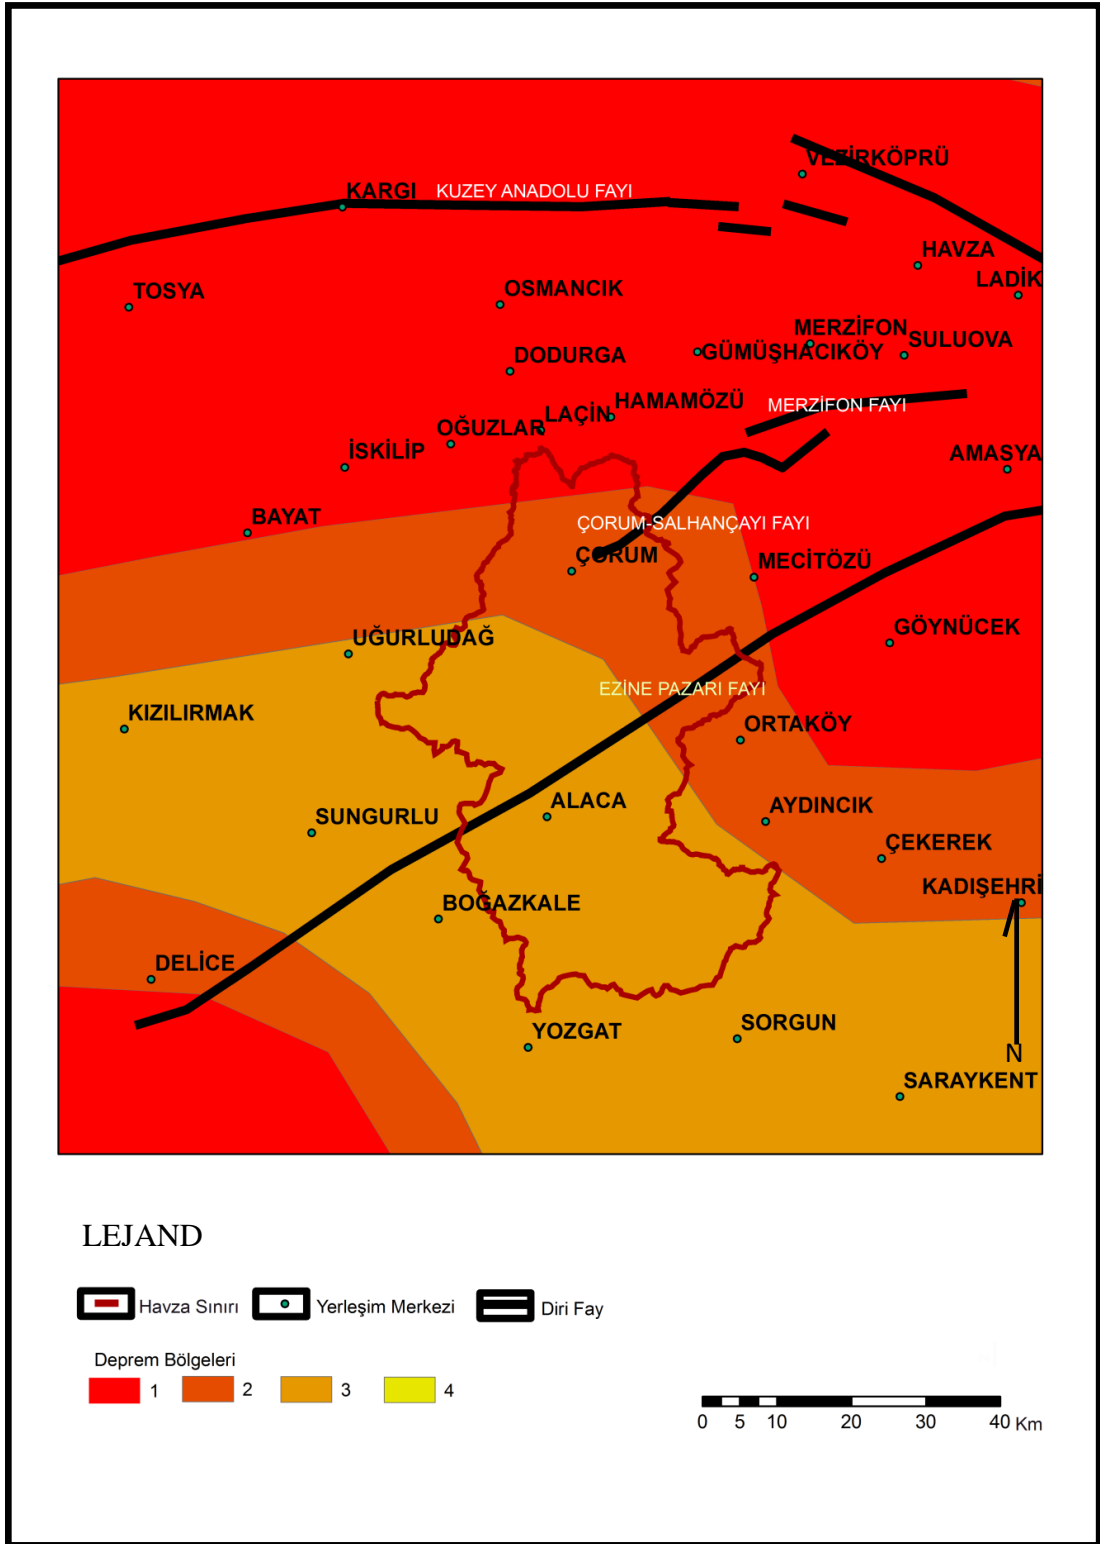 VEZİRKÖPRÜ
KARGI
KUZEY ANADOLU FAYI
HAVZA
LADİK
TOSYA
OSMANCIK
MERZİFON
SULUOVA
GÜMÜŞHACIKÖY
DODURGA
HAMAMÖZÜ
MERZİFON FAYI
LAÇİN
OĞUZLAR
İSKİLİP
AMASYA
BAYAT
ÇORUM-SALHANÇAYI FAYI
ÇORUM
MECİTÖZÜ
GÖYNÜCEK
UĞURLUDAĞ
EZİNE PAZARI FAYI
KIZILIRMAK
ORTAKÖY
ALACA
AYDINCIK
SUNGURLU
ÇEKEREK
KADIŞEHRİ
BOĞAZKALE
DELİCE
SORGUN
YOZGAT
N
SARAYKENT
LEJAND
Havza Sınırı Yerleşim Merkezi Diri Fay
Deprem Bölgeleri
1 2 3 4
0 5 10 20 30 40 Km